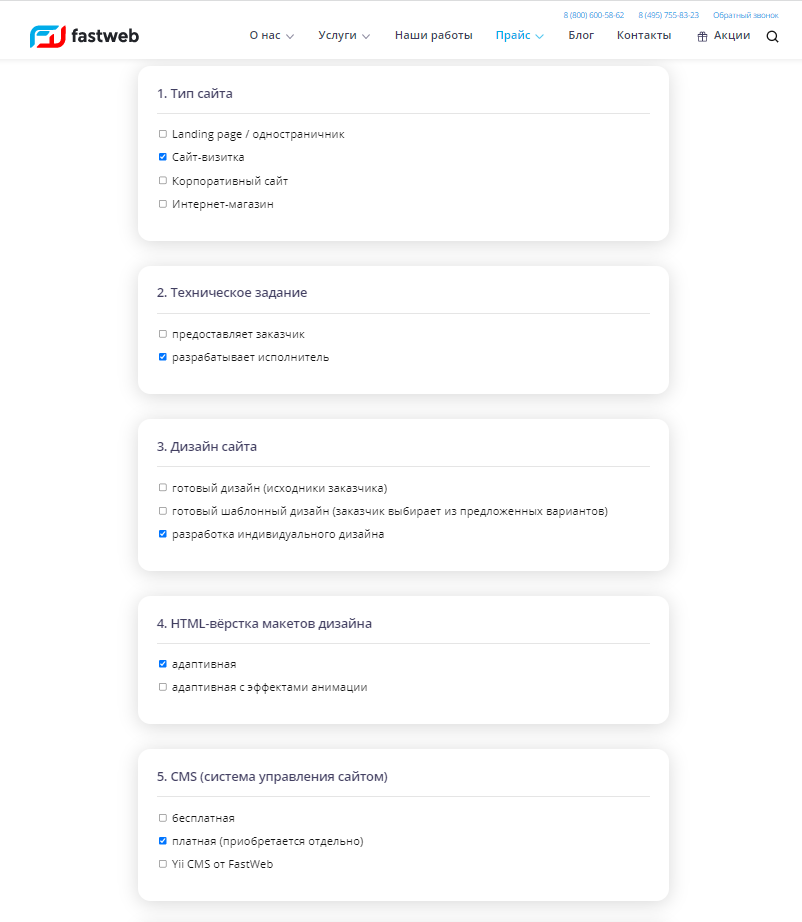 8 (800) 600-58-62 8 (495) 755-83-23 Обратный звонок
fastweb О нас Услуги Наши работы Прайс Блог Контакты Акции
1. Тип сайта
Landing page / одностраничник
Сайт-визитка
Корпоративный сайт
Интернет-магазин
2. Техническое задание
предоставляет заказчик
разрабатывает исполнитель
3. Дизайн сайта
готовый дизайн (исходники заказчика)
готовый шаблонный дизайн (заказчик выбирает из предложенных вариантов)
разработка индивидуального дизайна
4. HTML-вёрстка макетов дизайна
адаптивная
адаптивная с эффектами анимации
5. CMS (система управления сайтом)
бесплатная
платная (приобретается отдельно)
Yii CMS от FastWeb